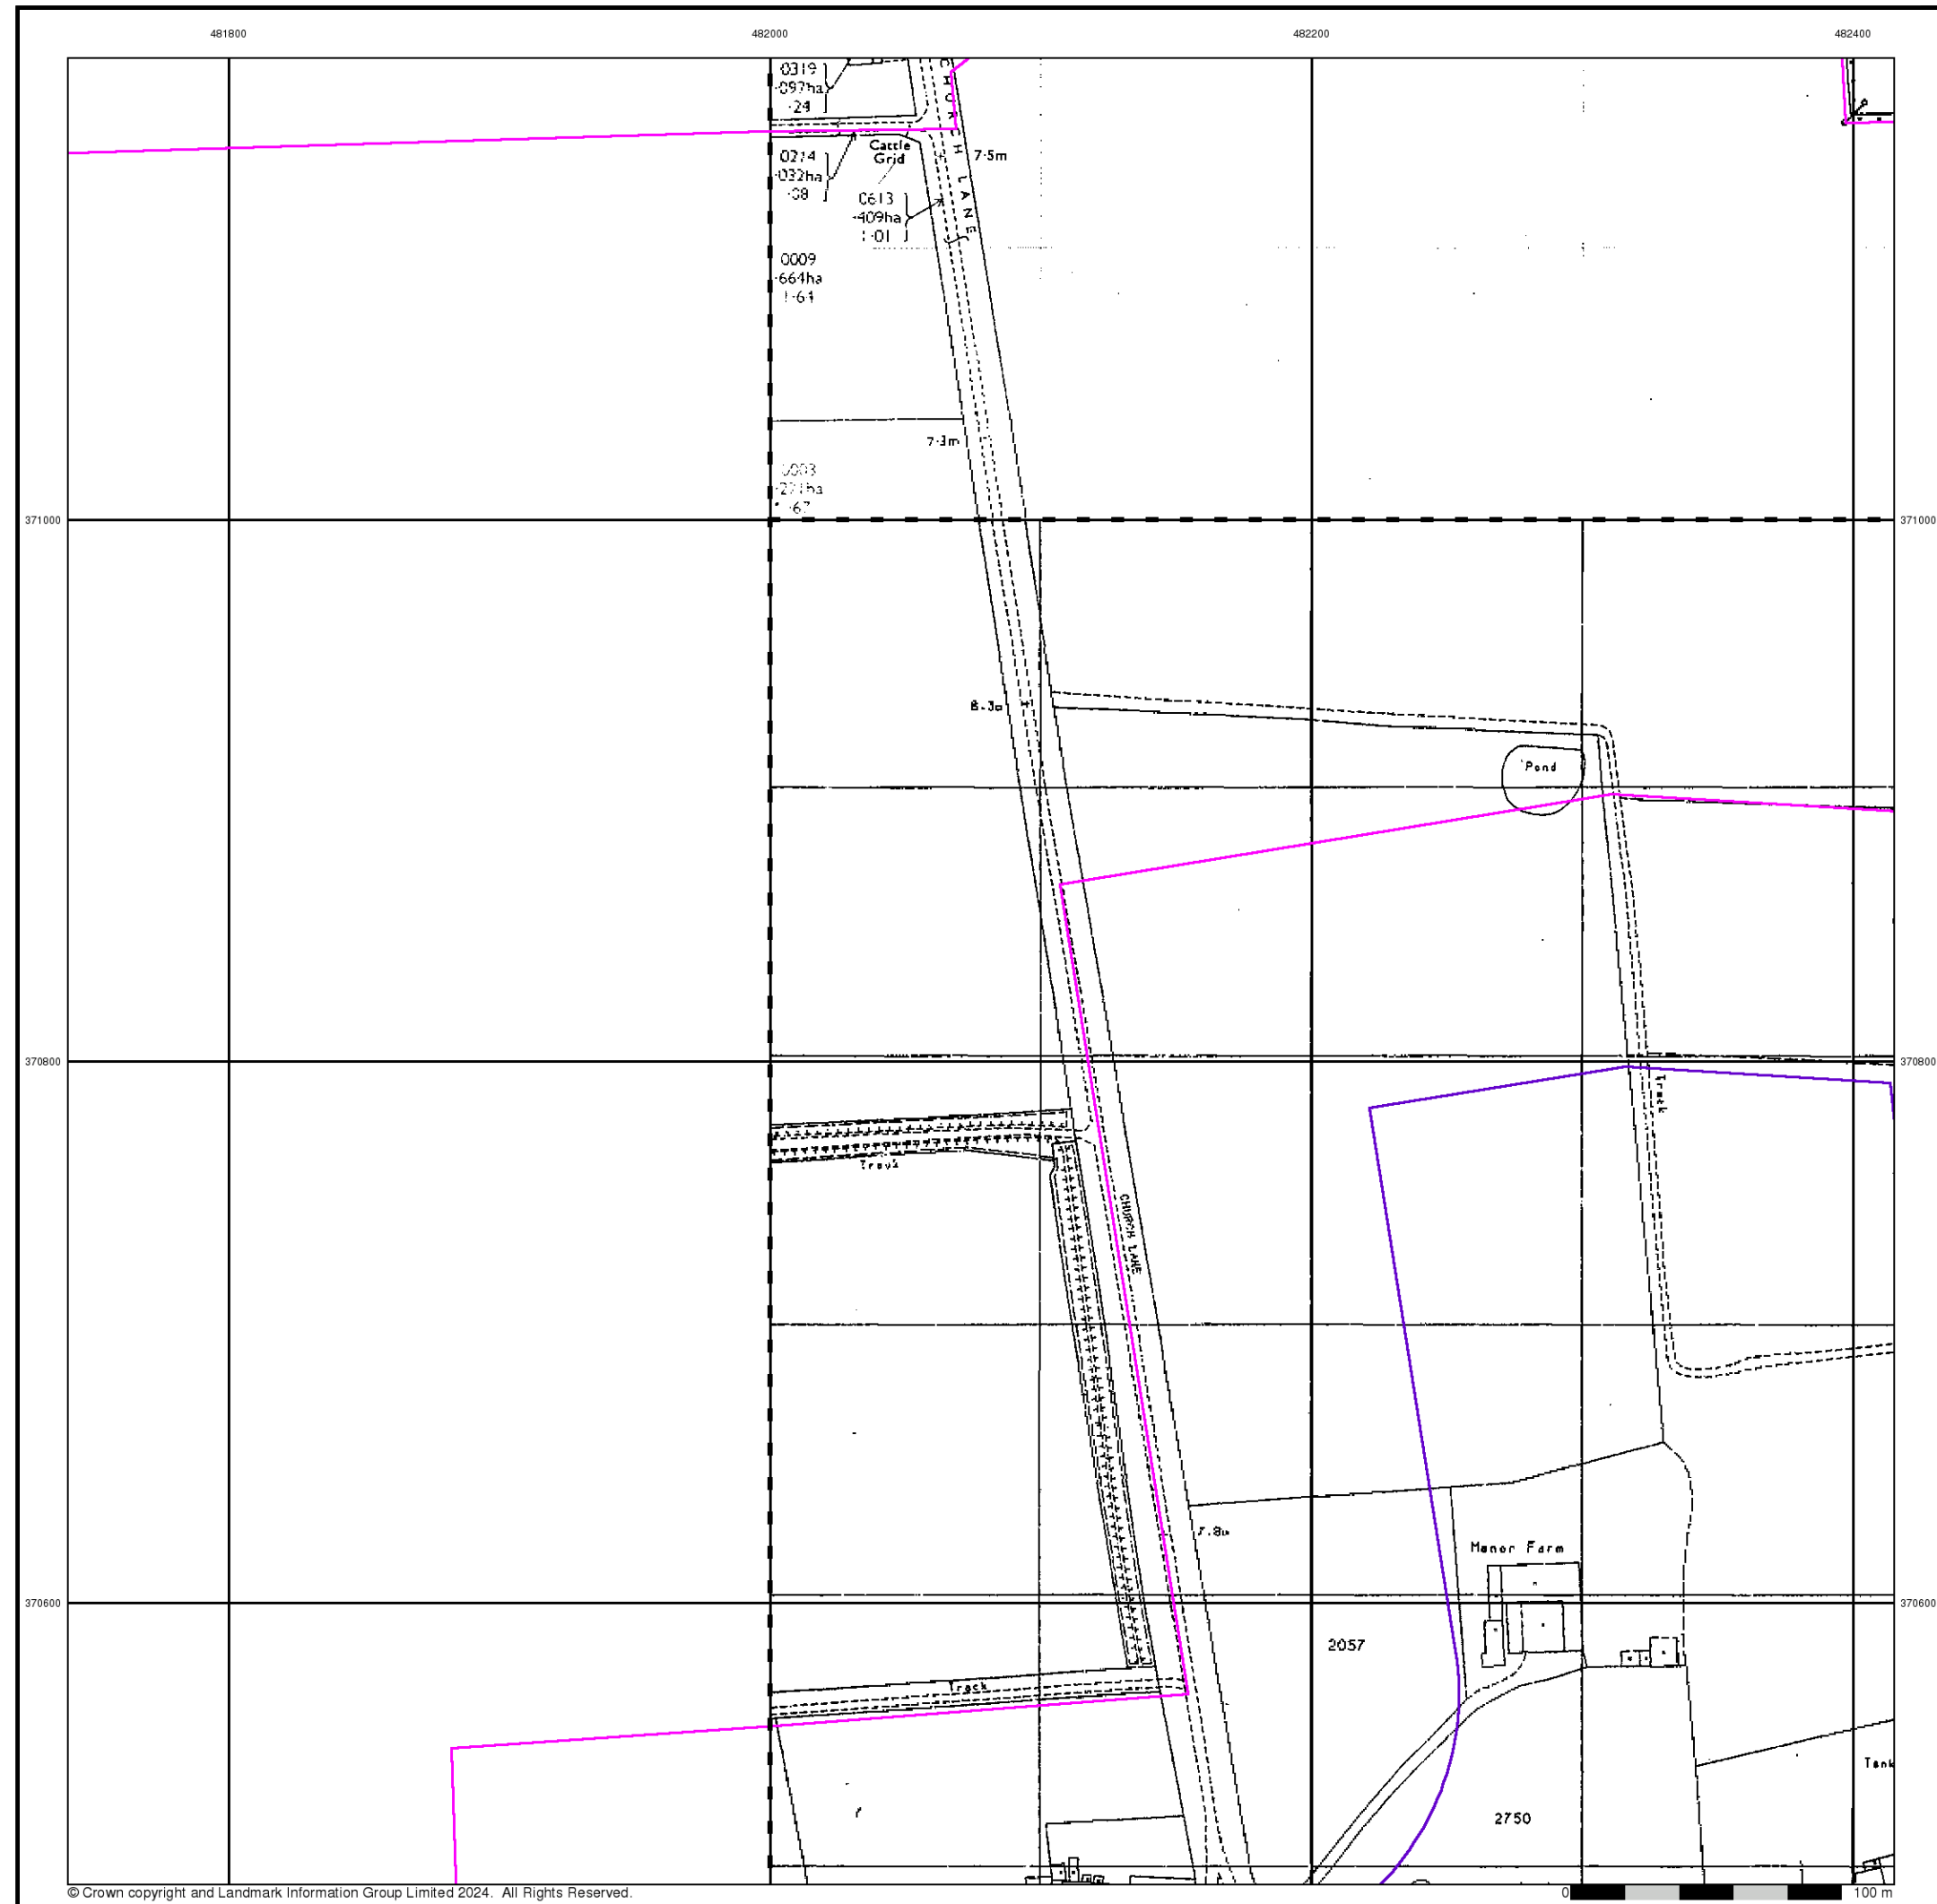 481800
482000
482200
482400
0319
·097ha
·24
CHURCH LANE
Cattle
Grid
7·5m
0214
·032ha
·08
0613
·409ha
1·01
0009
·664ha
1·64
7·3m
371000
371000
Pond
370800
370800
Track
Track
CHURCH LANE
Manor Farm
370600
370600
2057
Track
Tank
2750
© Crown copyright and Landmark Information Group Limited 2024. All Rights Reserved.
0
100 m